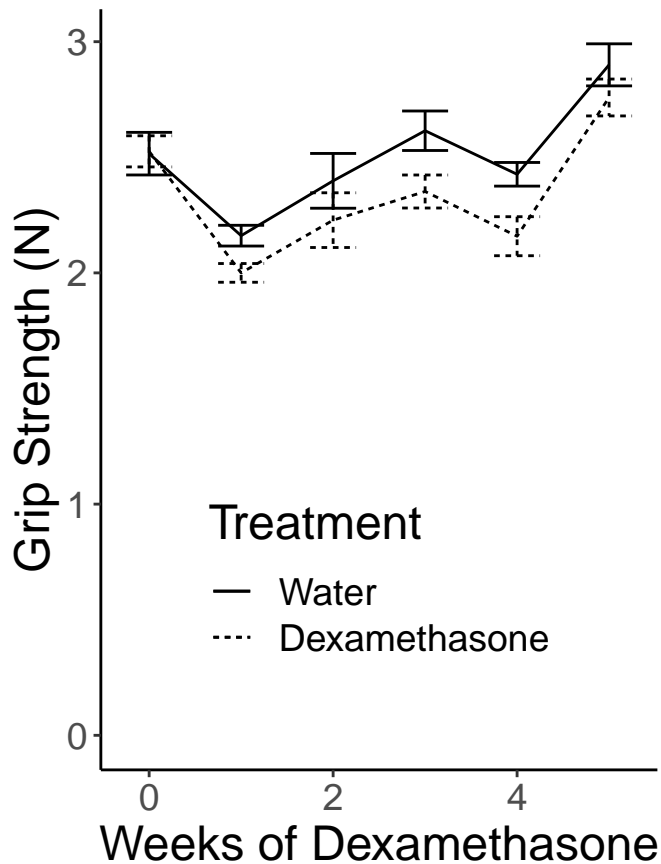 Grip Strength (N)
3
2
1
0
Treatment
Water
Dexamethasone
0 2 4
Weeks of Dexamethasone